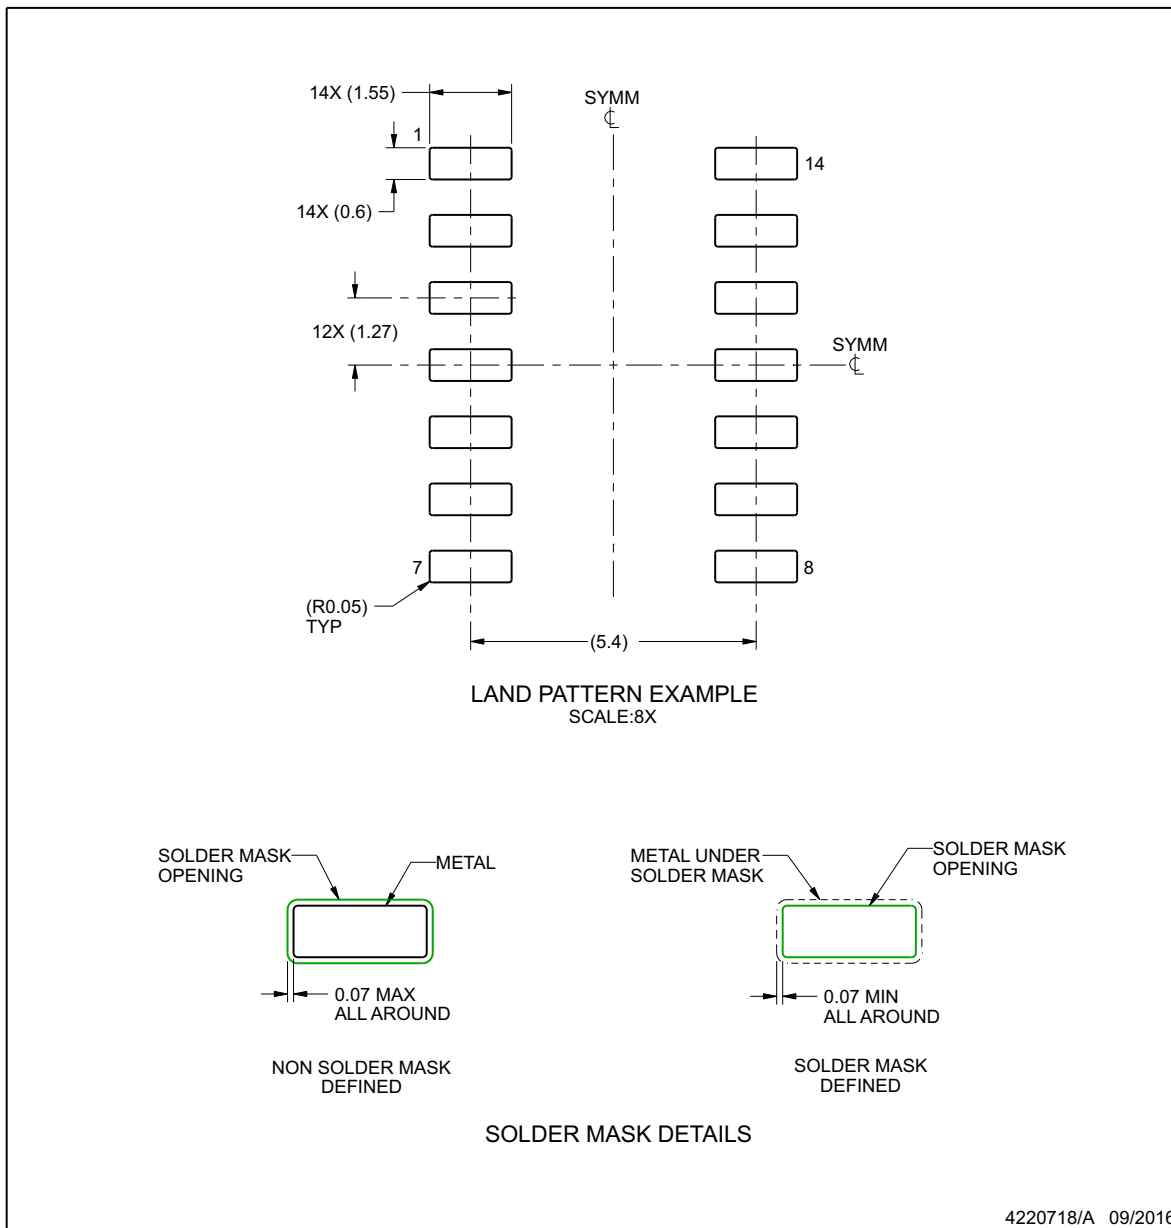 14X (1.55)
SYMM
℄
1
14
14X (0.6)
12X (1.27)
SYMM
℄
7
8
(R0.05)
TYP
(5.4)
LAND PATTERN EXAMPLE
SCALE:8X
SOLDER MASK
OPENING
METAL
METAL UNDER
SOLDER MASK
SOLDER MASK
OPENING
0.07 MAX
ALL AROUND
0.07 MIN
ALL AROUND
NON SOLDER MASK
DEFINED
SOLDER MASK
DEFINED
SOLDER MASK DETAILS
4220718/A 09/2016